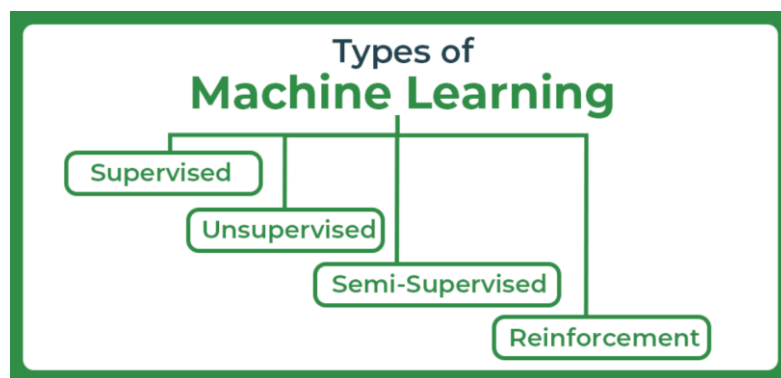 Types of
Machine Learning
Supervised
Unsupervised
Semi-Supervised
Reinforcement